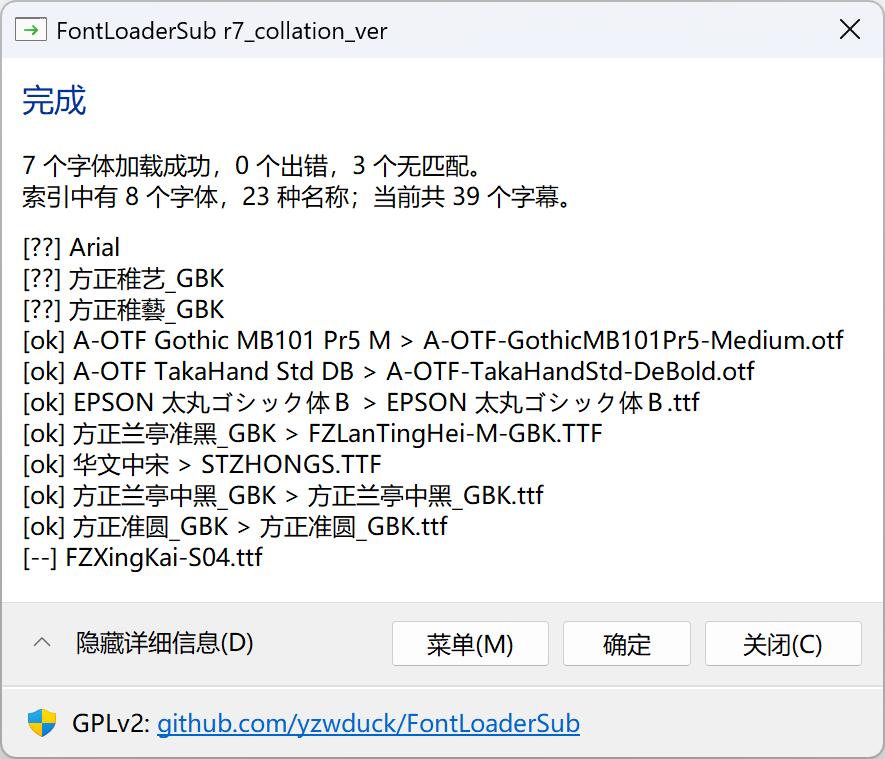 FontLoaderSub r7_collation_ver
完成
7 个字体加载成功，0 个出错，3 个无匹配。
索引中有 8 个字体，23 种名称；当前共 39 个字幕。
[??] Arial
[??] 方正稚艺_GBK
[??] 方正稚藝_GBK
[ok] A-OTF Gothic MB101 Pr5 M > A-OTF-GothicMB101Pr5-Medium.otf
[ok] A-OTF TakaHand Std DB > A-OTF-TakaHandStd-DeBold.otf
[ok] EPSON 太丸ゴシック体Ｂ > EPSON 太丸ゴシック体Ｂ.ttf
[ok] 方正兰亭准黑_GBK > FZLanTingHei-M-GBK.TTF
[ok] 华文中宋 > STZHONGS.TTF
[ok] 方正兰亭中黑_GBK > 方正兰亭中黑_GBK.ttf
[ok] 方正准圆_GBK > 方正准圆_GBK.ttf
[--] FZXingKai-S04.ttf
隐藏详细信息(D)
菜单(M)
确定
关闭(C)
GPLv2: github.com/yzwduck/FontLoaderSub